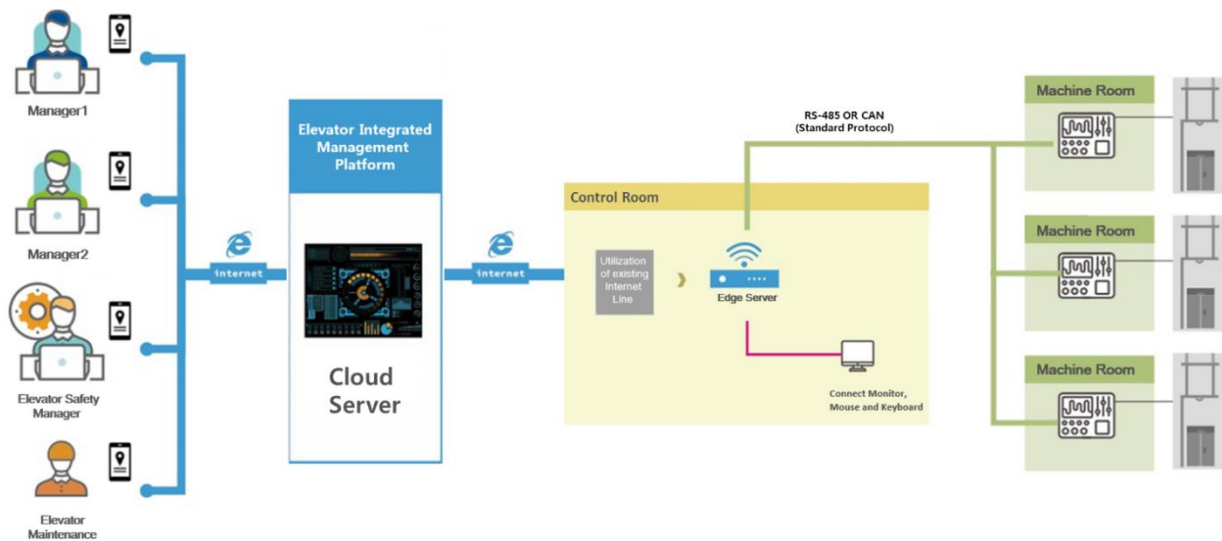 Manager1
Manager2
Elevator Safety
Manager
Elevator
Maintenance
internet
Elevator Integrated
Management
Platform
Cloud
Server
internet
Control Room
Utilization
of existing
Internet
Line
Edge Server
Connect Monitor,
Mouse and Keyboard
RS-485 OR CAN
(Standard Protocol)
Machine Room
Machine Room
Machine Room